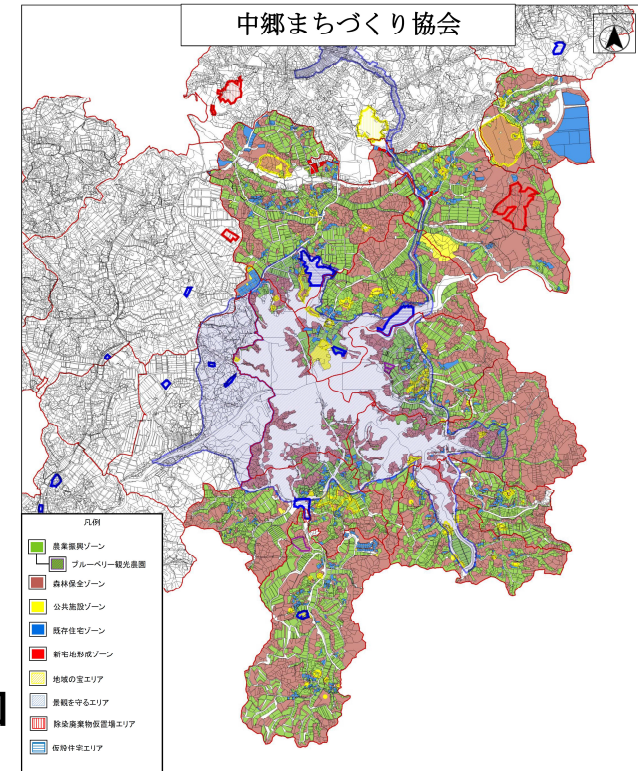 中郷まちづくり協会
凡例
農業振興ゾーン
ブルーベリー観光農園
森林保全ゾーン
公共施設ゾーン
既存住宅ゾーン
新宅地形成ゾーン
地域の宝エリア
景観を守るエリア
除染廃棄物仮置場エリア
仮設住宅エリア